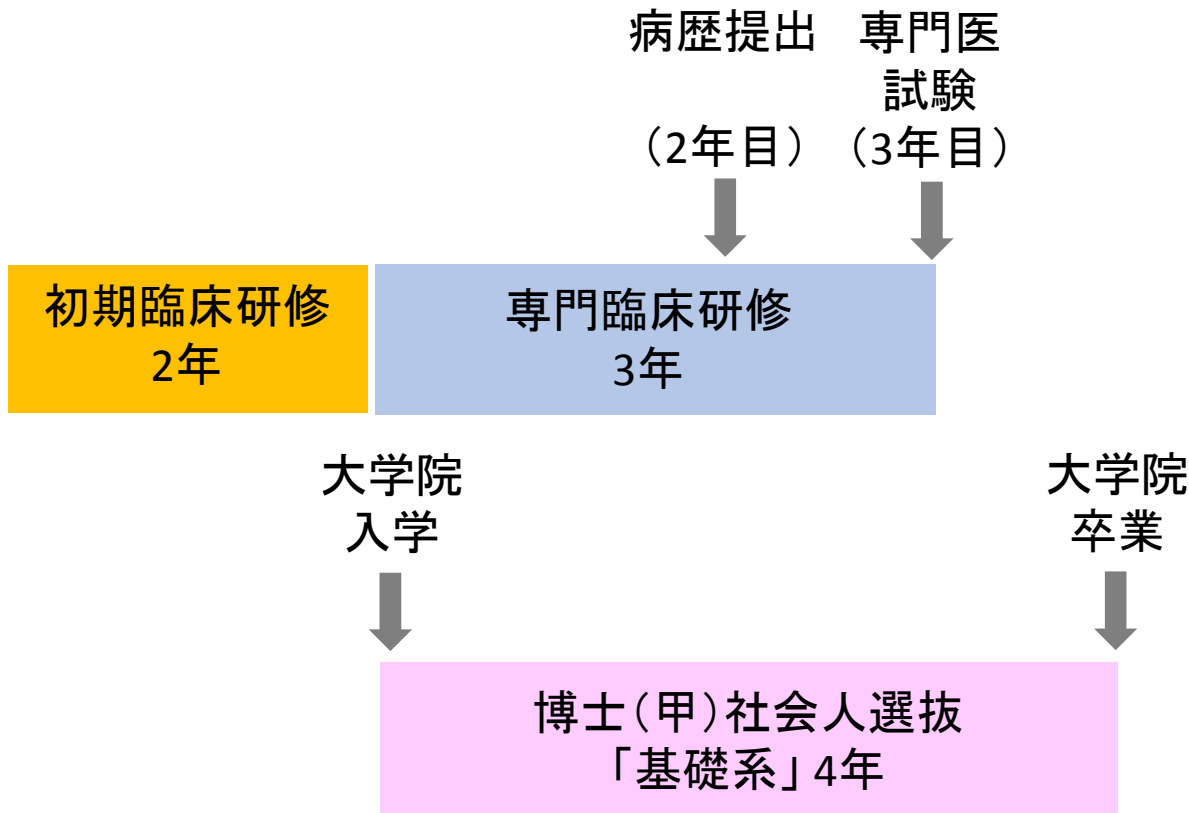 病歴提出
（2年目）
専門医
試験
（3年目）
初期臨床研修
2年
専門臨床研修
3年
大学院
入学
大学院
卒業
博士（甲）社会人選抜
「基礎系」4年